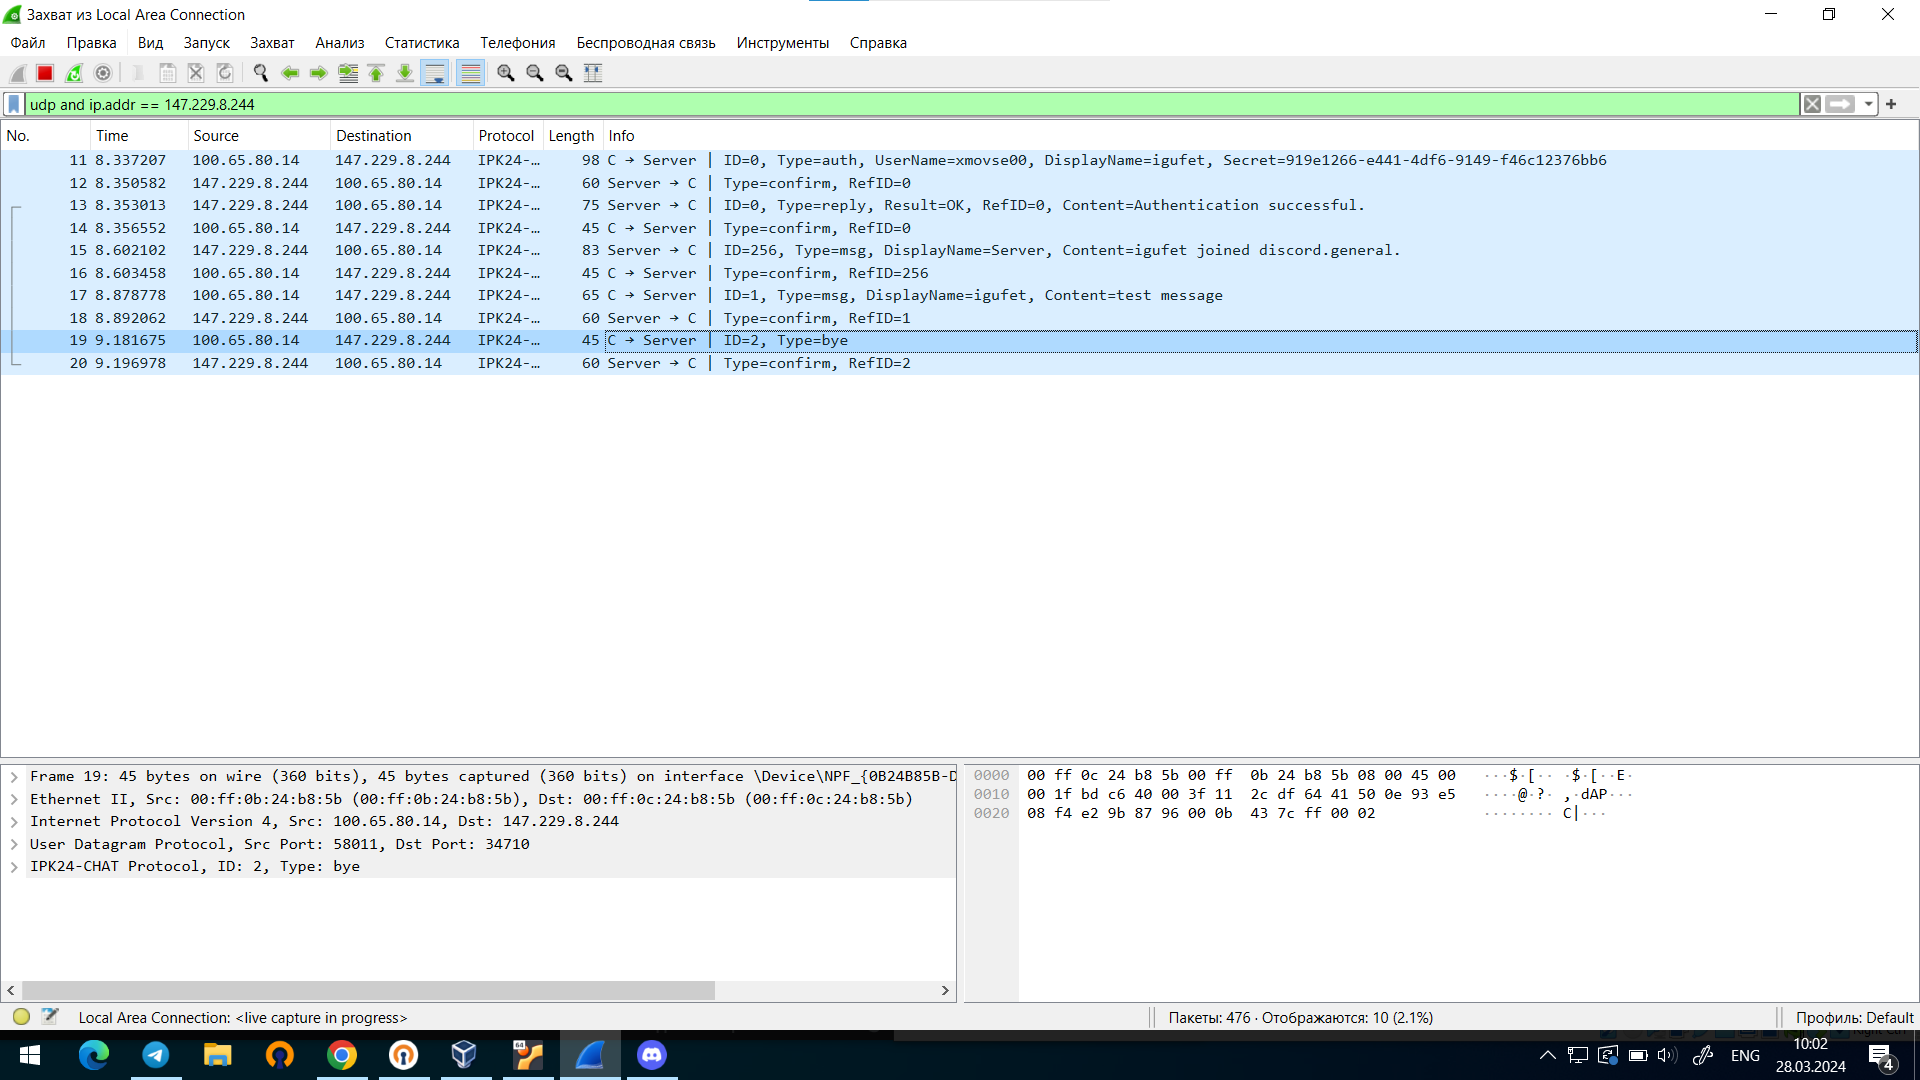 Захват из Local Area Connection
Файл Правка Вид Запуск Захват Анализ Статистика Телефония Беспроводная связь Инструменты Справка
udp and ip.addr == 147.229.8.244
No. Time Source Destination Protocol Length Info
11 8.337207 100.65.80.14 147.229.8.244 IPK24-… 98 C → Server | ID=0, Type=auth, UserName=xmovse00, DisplayName=igufet, Secret=919e1266-e441-4df6-9149-f46c12376bb6
12 8.350582 147.229.8.244 100.65.80.14 IPK24-… 60 Server → C | Type=confirm, RefID=0
13 8.353013 147.229.8.244 100.65.80.14 IPK24-… 75 Server → C | ID=0, Type=reply, Result=OK, RefID=0, Content=Authentication successful.
14 8.356552 100.65.80.14 147.229.8.244 IPK24-… 45 C → Server | Type=confirm, RefID=0
15 8.602102 147.229.8.244 100.65.80.14 IPK24-… 83 Server → C | ID=256, Type=msg, DisplayName=Server, Content=igufet joined discord.general.
16 8.603458 100.65.80.14 147.229.8.244 IPK24-… 45 C → Server | Type=confirm, RefID=256
17 8.878778 100.65.80.14 147.229.8.244 IPK24-… 65 C → Server | ID=1, Type=msg, DisplayName=igufet, Content=test message
18 8.892062 147.229.8.244 100.65.80.14 IPK24-… 60 Server → C | Type=confirm, RefID=1
19 9.181675 100.65.80.14 147.229.8.244 IPK24-… 45 C → Server | ID=2, Type=bye
20 9.196978 147.229.8.244 100.65.80.14 IPK24-… 60 Server → C | Type=confirm, RefID=2
Frame 19: 45 bytes on wire (360 bits), 45 bytes captured (360 bits) on interface \Device\NPF_{0B24B85B-D
Ethernet II, Src: 00:ff:0b:24:b8:5b (00:ff:0b:24:b8:5b), Dst: 00:ff:0c:24:b8:5b (00:ff:0c:24:b8:5b)
Internet Protocol Version 4, Src: 100.65.80.14, Dst: 147.229.8.244
User Datagram Protocol, Src Port: 58011, Dst Port: 34710
IPK24-CHAT Protocol, ID: 2, Type: bye
0000 00 ff 0c 24 b8 5b 00 ff 0b 24 b8 5b 08 00 45 00 ···$·[·· ·$·[··E·
0010 00 1f bd c6 40 00 3f 11 2c df 64 41 50 0e 93 e5 ····@·?· ,·dAP···
0020 08 f4 e2 9b 87 96 00 0b 43 7c ff 00 02 ········ C|···
Local Area Connection: <live capture in progress>
Пакеты: 476 · Отображаются: 10 (2.1%)
Профиль: Default
64
ENG
10:02
28.03.2024
4